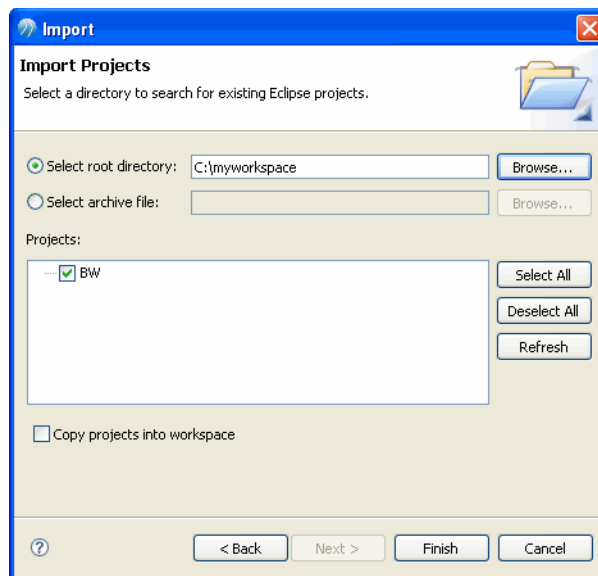 Import
Import Projects
Select a directory to search for existing Eclipse projects.
Select root directory: C:\myworkspace Browse...
Select archive file: Browse...
Projects:
BW
Select All
Deselect All
Refresh
Copy projects into workspace
? < Back Next > Finish Cancel